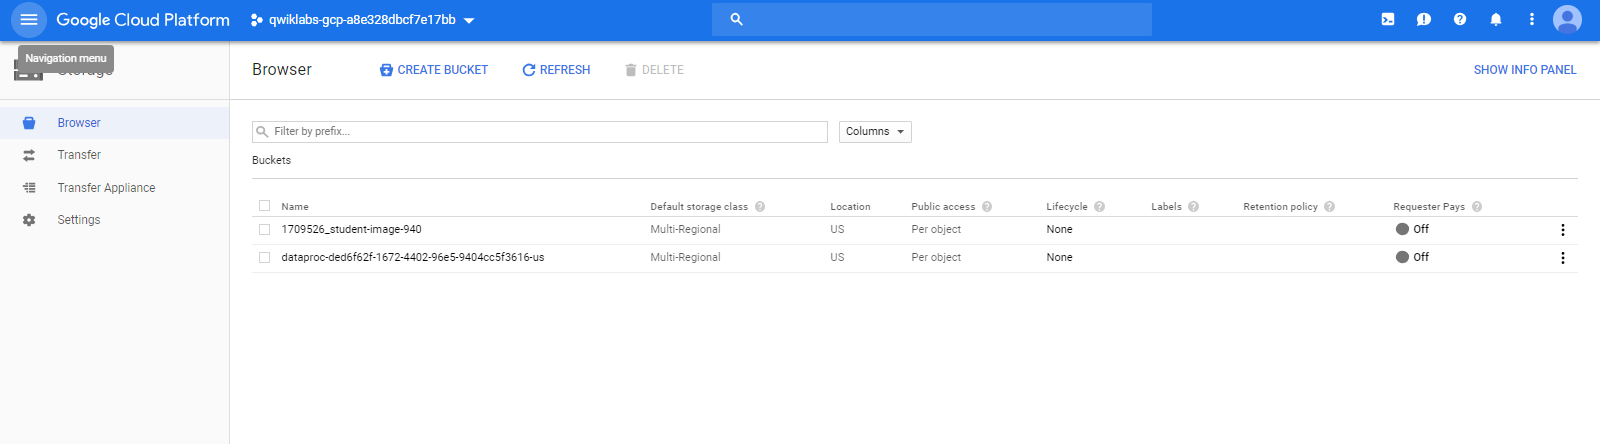 Google Cloud Platform
qwiklabs-gcp-a8e328dbcf7e17bb
Navigation menu
Storage
Browser
Transfer
Transfer Appliance
Settings
Browser CREATE BUCKET REFRESH DELETE SHOW INFO PANEL
Filter by prefix... Columns
Buckets
Name Default storage class Location Public access Lifecycle Labels Retention policy Requester Pays
1709526_student-image-940 Multi-Regional US Per object None Off
dataproc-ded6f62f-1672-4402-96e5-9404cc5f3616-us Multi-Regional US Per object None Off